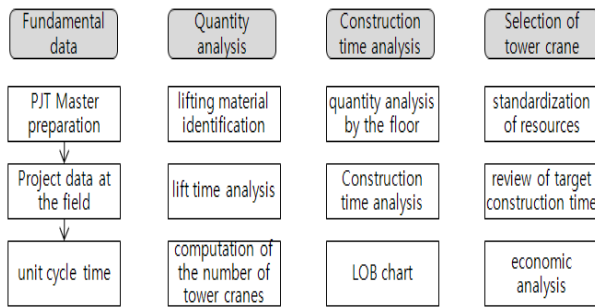 Fundamental
data
Quantity
analysis
Construction
time analysis
Selection of
tower crane
PJT Master
preparation
lifting material
identification
quantity analysis
by the floor
standardization
of resources
Project data at
the field
lift time analysis
Construction
time analysis
review of target
construction time
unit cycle time
computation of
the number of
tower cranes
LOB chart
economic
analysis